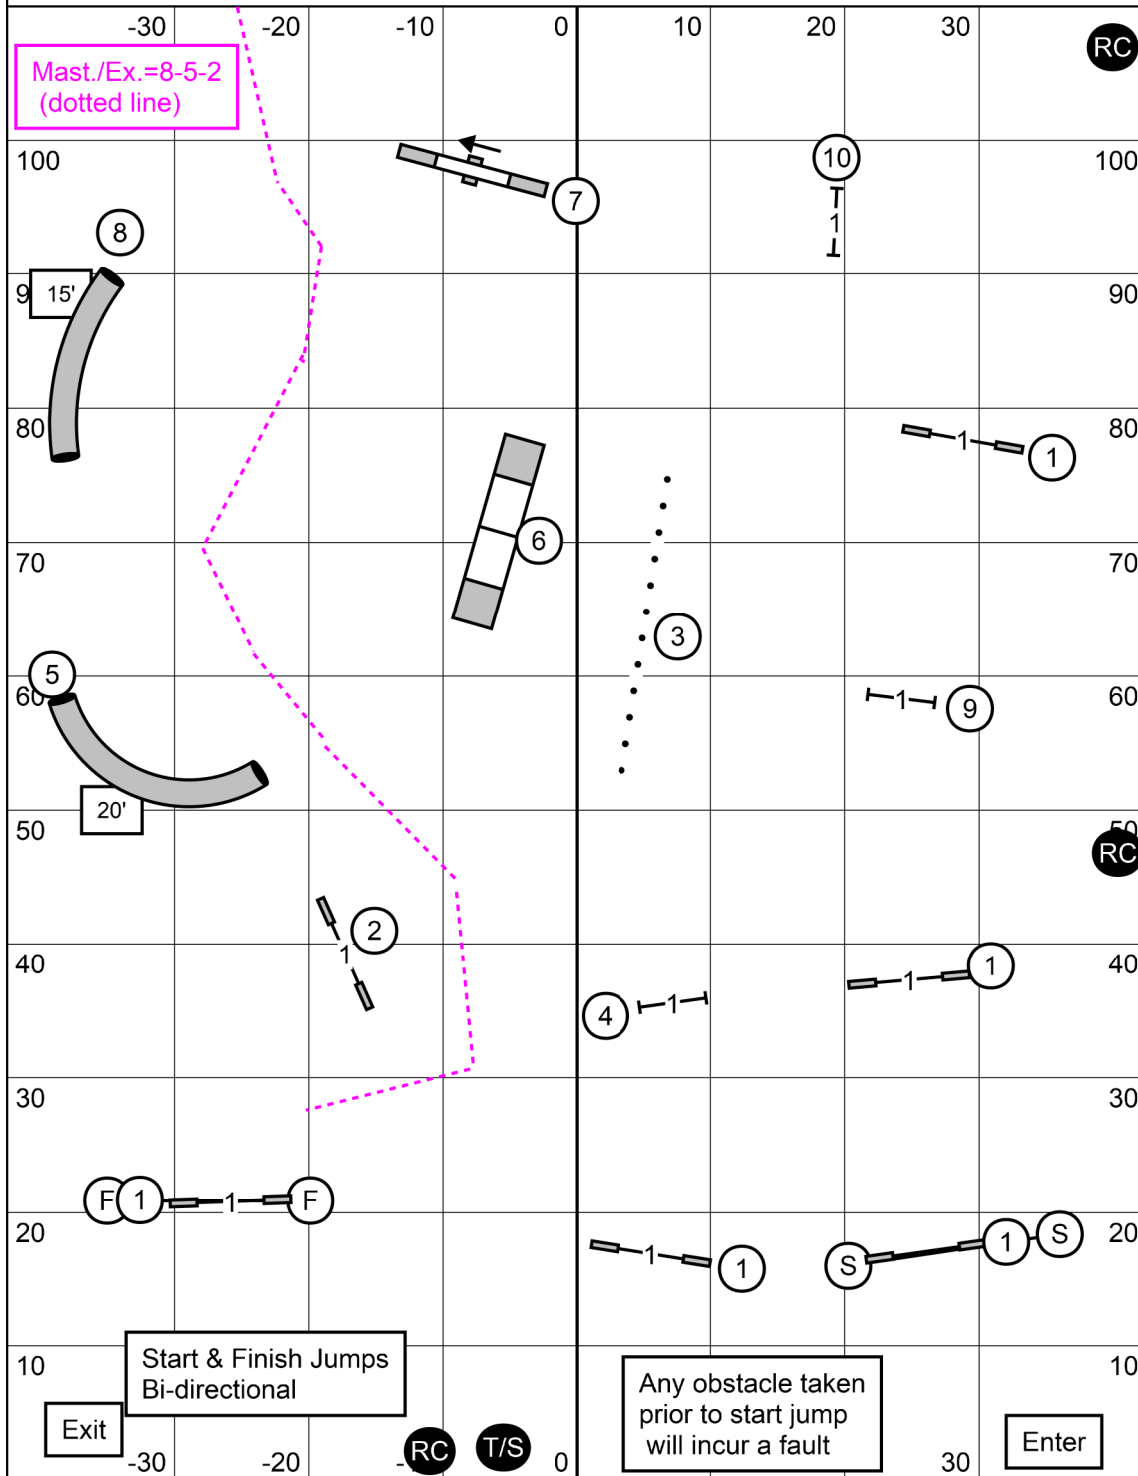 -30 -20 -10 0 10 20 30
RC
Mast./Ex.=8-5-2
(dotted line)
100 10 100
7
1
8
9 15' 90
80 80
1 1
6
70 70
3
5
60 1 9 60
20'
50 50
RC
2
40 1 40
1 1
4 1
30 30
F 1 1 F
20 20
1 1 S 1 S
10 10
Start & Finish Jumps
Bi-directional
Any obstacle taken
prior to start jump
will incur a fault
Exit
Enter
RC T/S
-30 -20 - 0 30